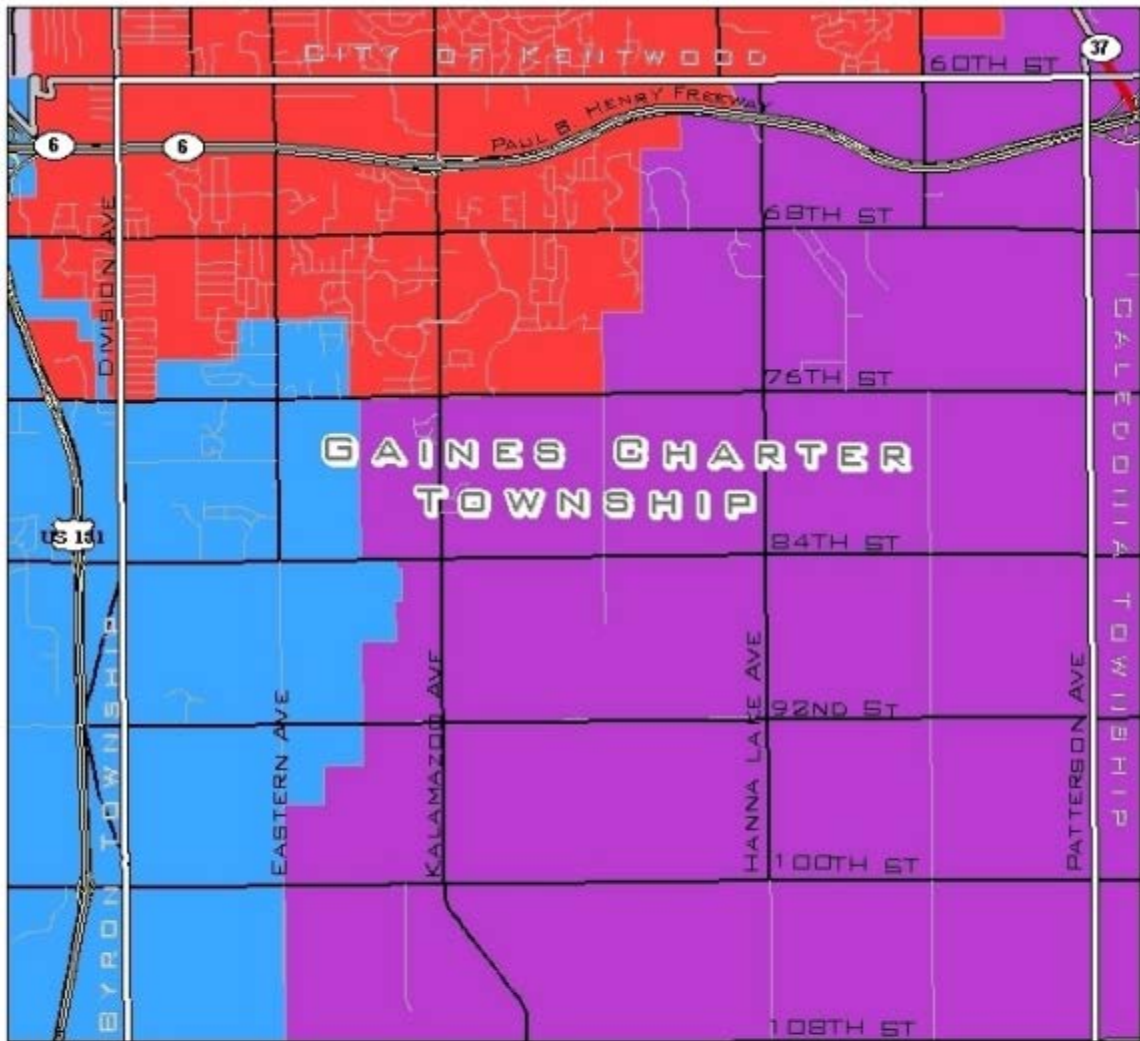 CITY OF KENTWOOD
60TH ST
37
PAUL B. HENRY FREEWAY
6
6
68TH ST
DIVISION AVE
76TH ST
GAINES CHARTER
TOWNSHIP
CALEDONIA TOWNSHIP
84TH ST
BYRON TOWNSHIP
EASTERN AVE
KALAMAZOO AVE
HANNA LAKE AVE
92ND ST
PATTERSON AVE
100TH ST
108TH ST